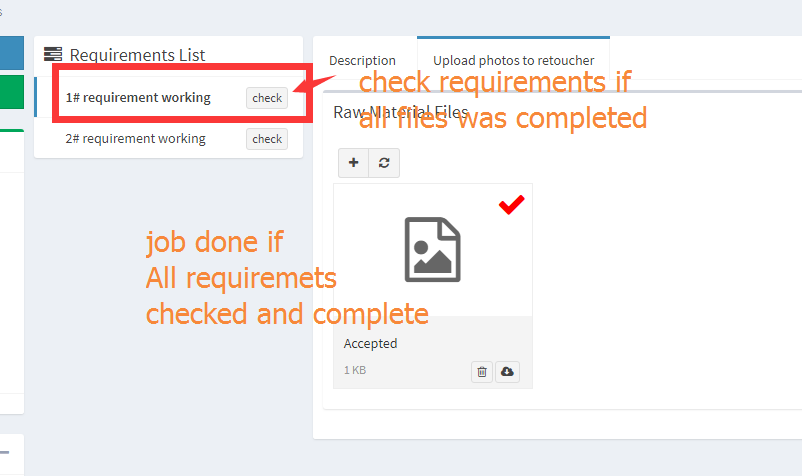 s
Requirements List
1# requirement working
check
2# requirement working
check
Description
Upload photos to retoucher
check requirements if
all files was completed
Raw Material Files
Accepted
1 KB
job done if
All requiremets
checked and complete